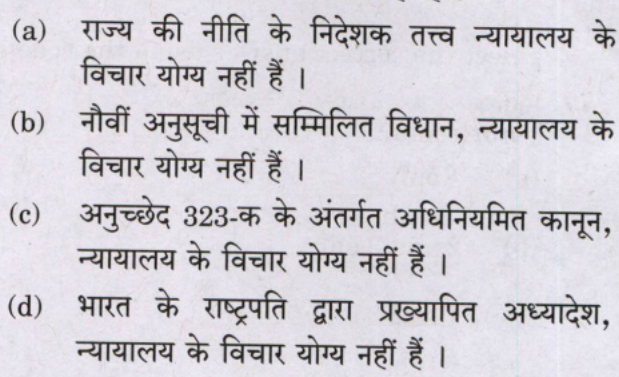 (a) राज्य की नीति के निदेशक तत्त्व न्यायालय के
विचार योग्य नहीं हैं ।
(b) नौवीं अनुसूची में सम्मिलित विधान, न्यायालय के
विचार योग्य नहीं हैं ।
(c) अनुच्छेद 323-क के अंतर्गत अधिनियमित कानून,
न्यायालय के विचार योग्य नहीं हैं ।
(d) भारत के राष्ट्रपति द्वारा प्रख्यापित अध्यादेश,
न्यायालय के विचार योग्य नहीं हैं ।